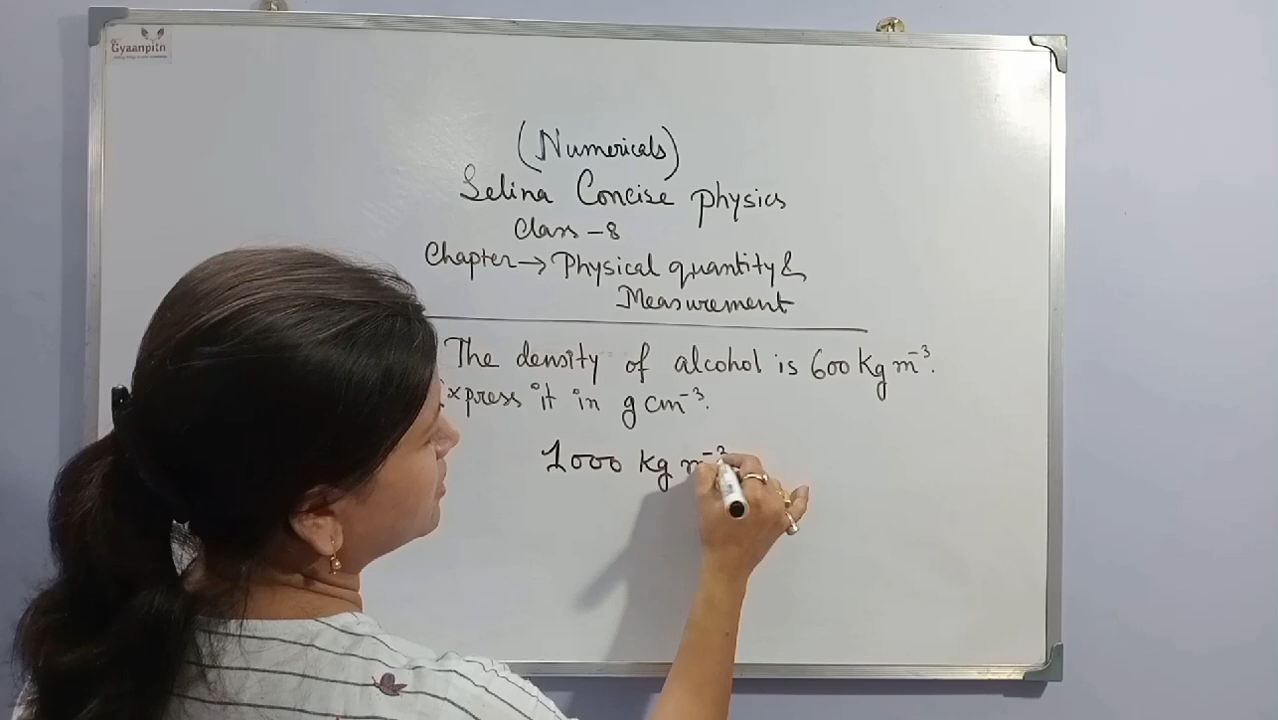 Gyaanpith
(Numericals)
Selina Concise physics
Class - 8
Chapter → Physical quantity &
Measurement
The density of alcohol is 600 Kg m⁻³.
Express it in g cm⁻³.
1000 kg m⁻³